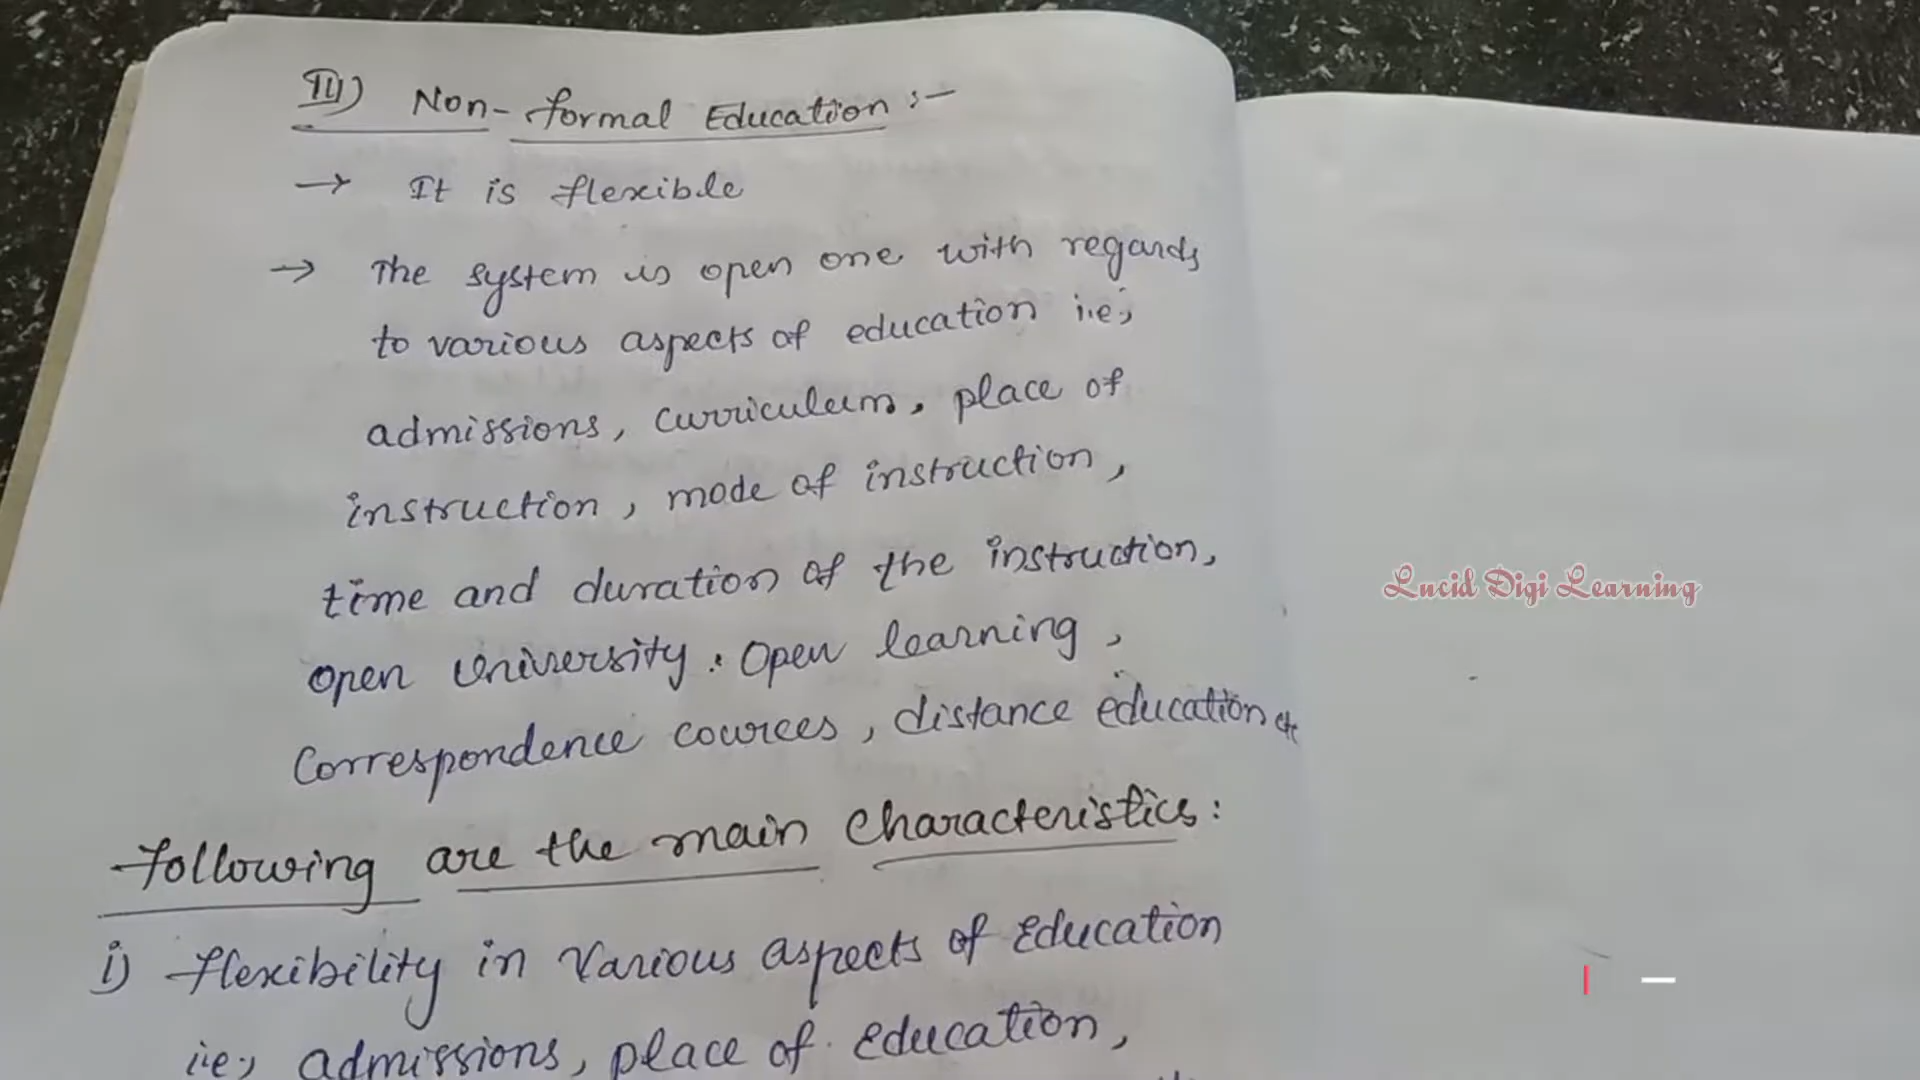 III) Non-formal Education :-
→ It is flexible
→ The system is open one with regards
to various aspects of education i.e;
admissions, curriculum, place of
instruction, mode of instruction,
time and duration of the instruction,
open University. Open learning,
Correspondence cources, distance education etc
Following are the main Characteristics:
i) flexibility in Various aspects of Education
i.e; admissions, place of education,
Lucid Digi Learning